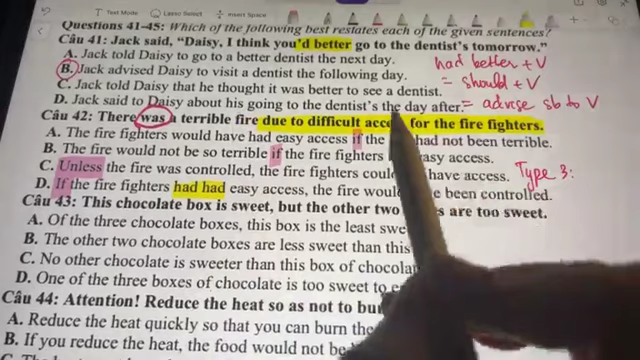 Text Mode Laser Select Insert Space
Questions 41-45: Which of the following best restates each of the given sentences?
Câu 41: Jack said, "Daisy, I think you'd better go to the dentist's tomorrow."
A. Jack told Daisy to go to a better dentist the next day.
had better + V
B. Jack advised Daisy to visit a dentist the following day.
= should + V
C. Jack told Daisy that he thought it was better to see a dentist.
D. Jack said to Daisy about his going to the dentist's the day after.
= advise sb to V
Câu 42: There was a terrible fire due to difficult for the fire fighters.
A. The fire fighters would have had easy access if the had not been terrible.
B. The fire would not be so terrible if the fire fighters access.
C. Unless the fire was controlled, the fire fighters have access.
Type 3:
D. If the fire fighters had had easy access, the fire been controlled.
Câu 43: This chocolate box is sweet, but the other two are too sweet.
A. Of the three chocolate boxes, this box is the least
B. The other two chocolate boxes are less sweet than this
C. No other chocolate is sweeter than this box of
D. One of the three boxes of chocolate is too sweet to
Câu 44: Attention! Reduce the heat so as not to
A. Reduce the heat quickly so that you can burn the
B. If you reduce the heat, the food would not